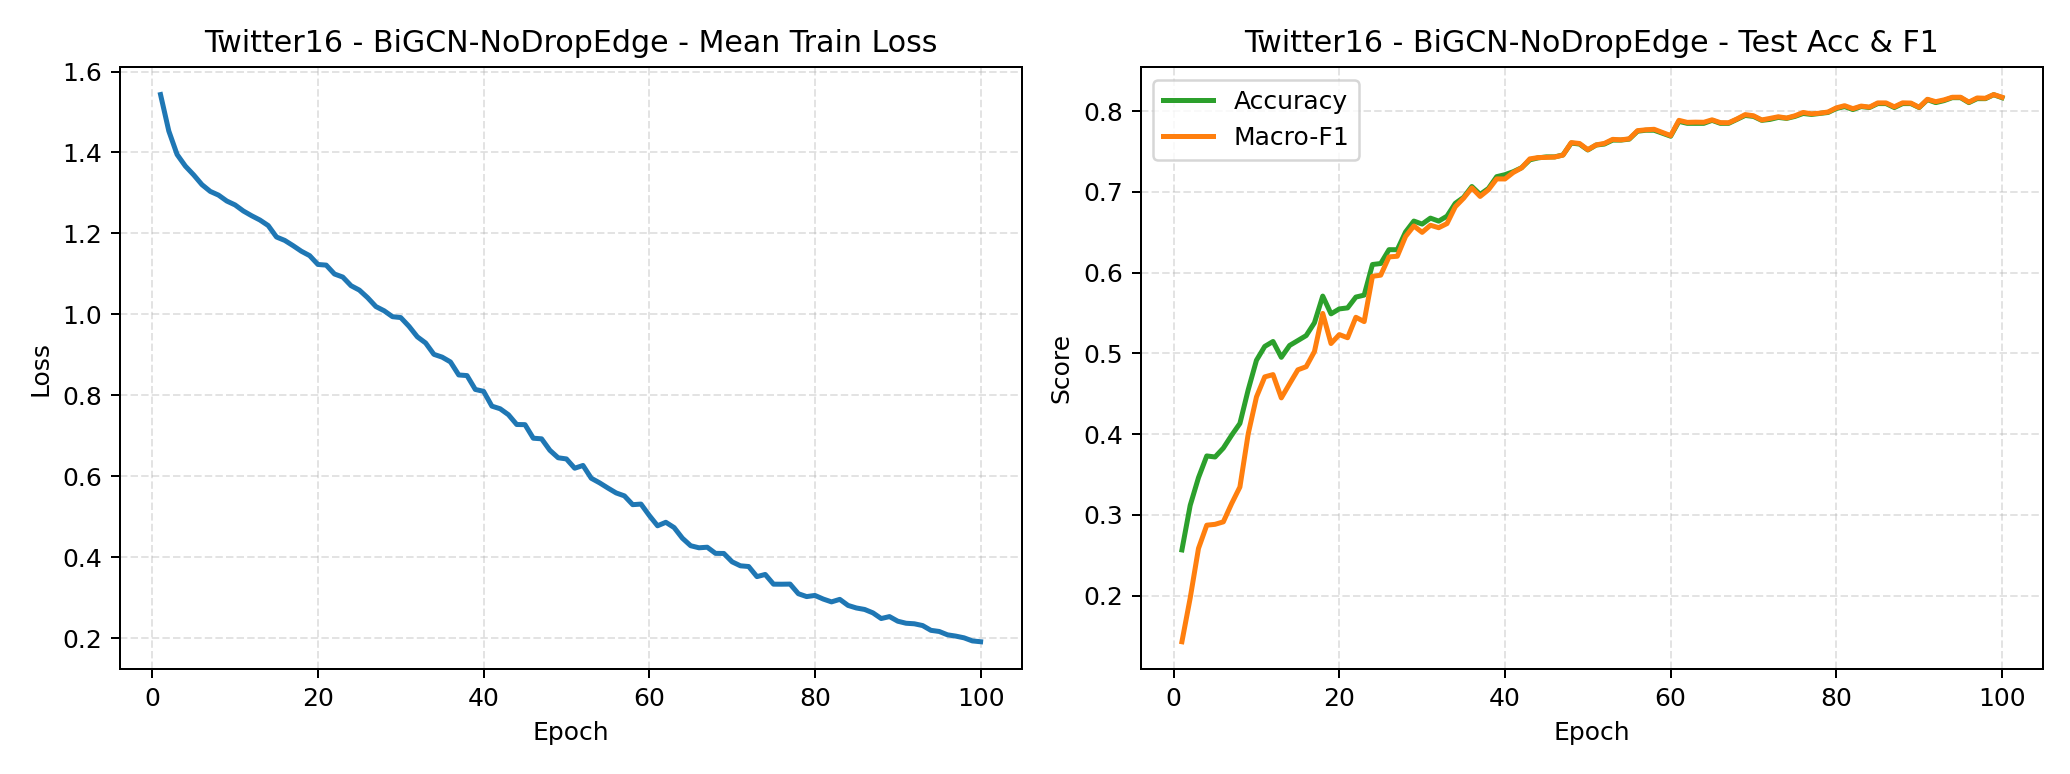 Twitter16 - BiGCN-NoDropEdge - Mean Train Loss
1.6
1.4
1.2
1.0
0.8
0.6
0.4
0.2
Loss
0 20 40 60 80 100
Epoch
Twitter16 - BiGCN-NoDropEdge - Test Acc & F1
Accuracy
Macro-F1
0.8
0.7
0.6
0.5
0.4
0.3
0.2
Score
0 20 40 60 80 100
Epoch